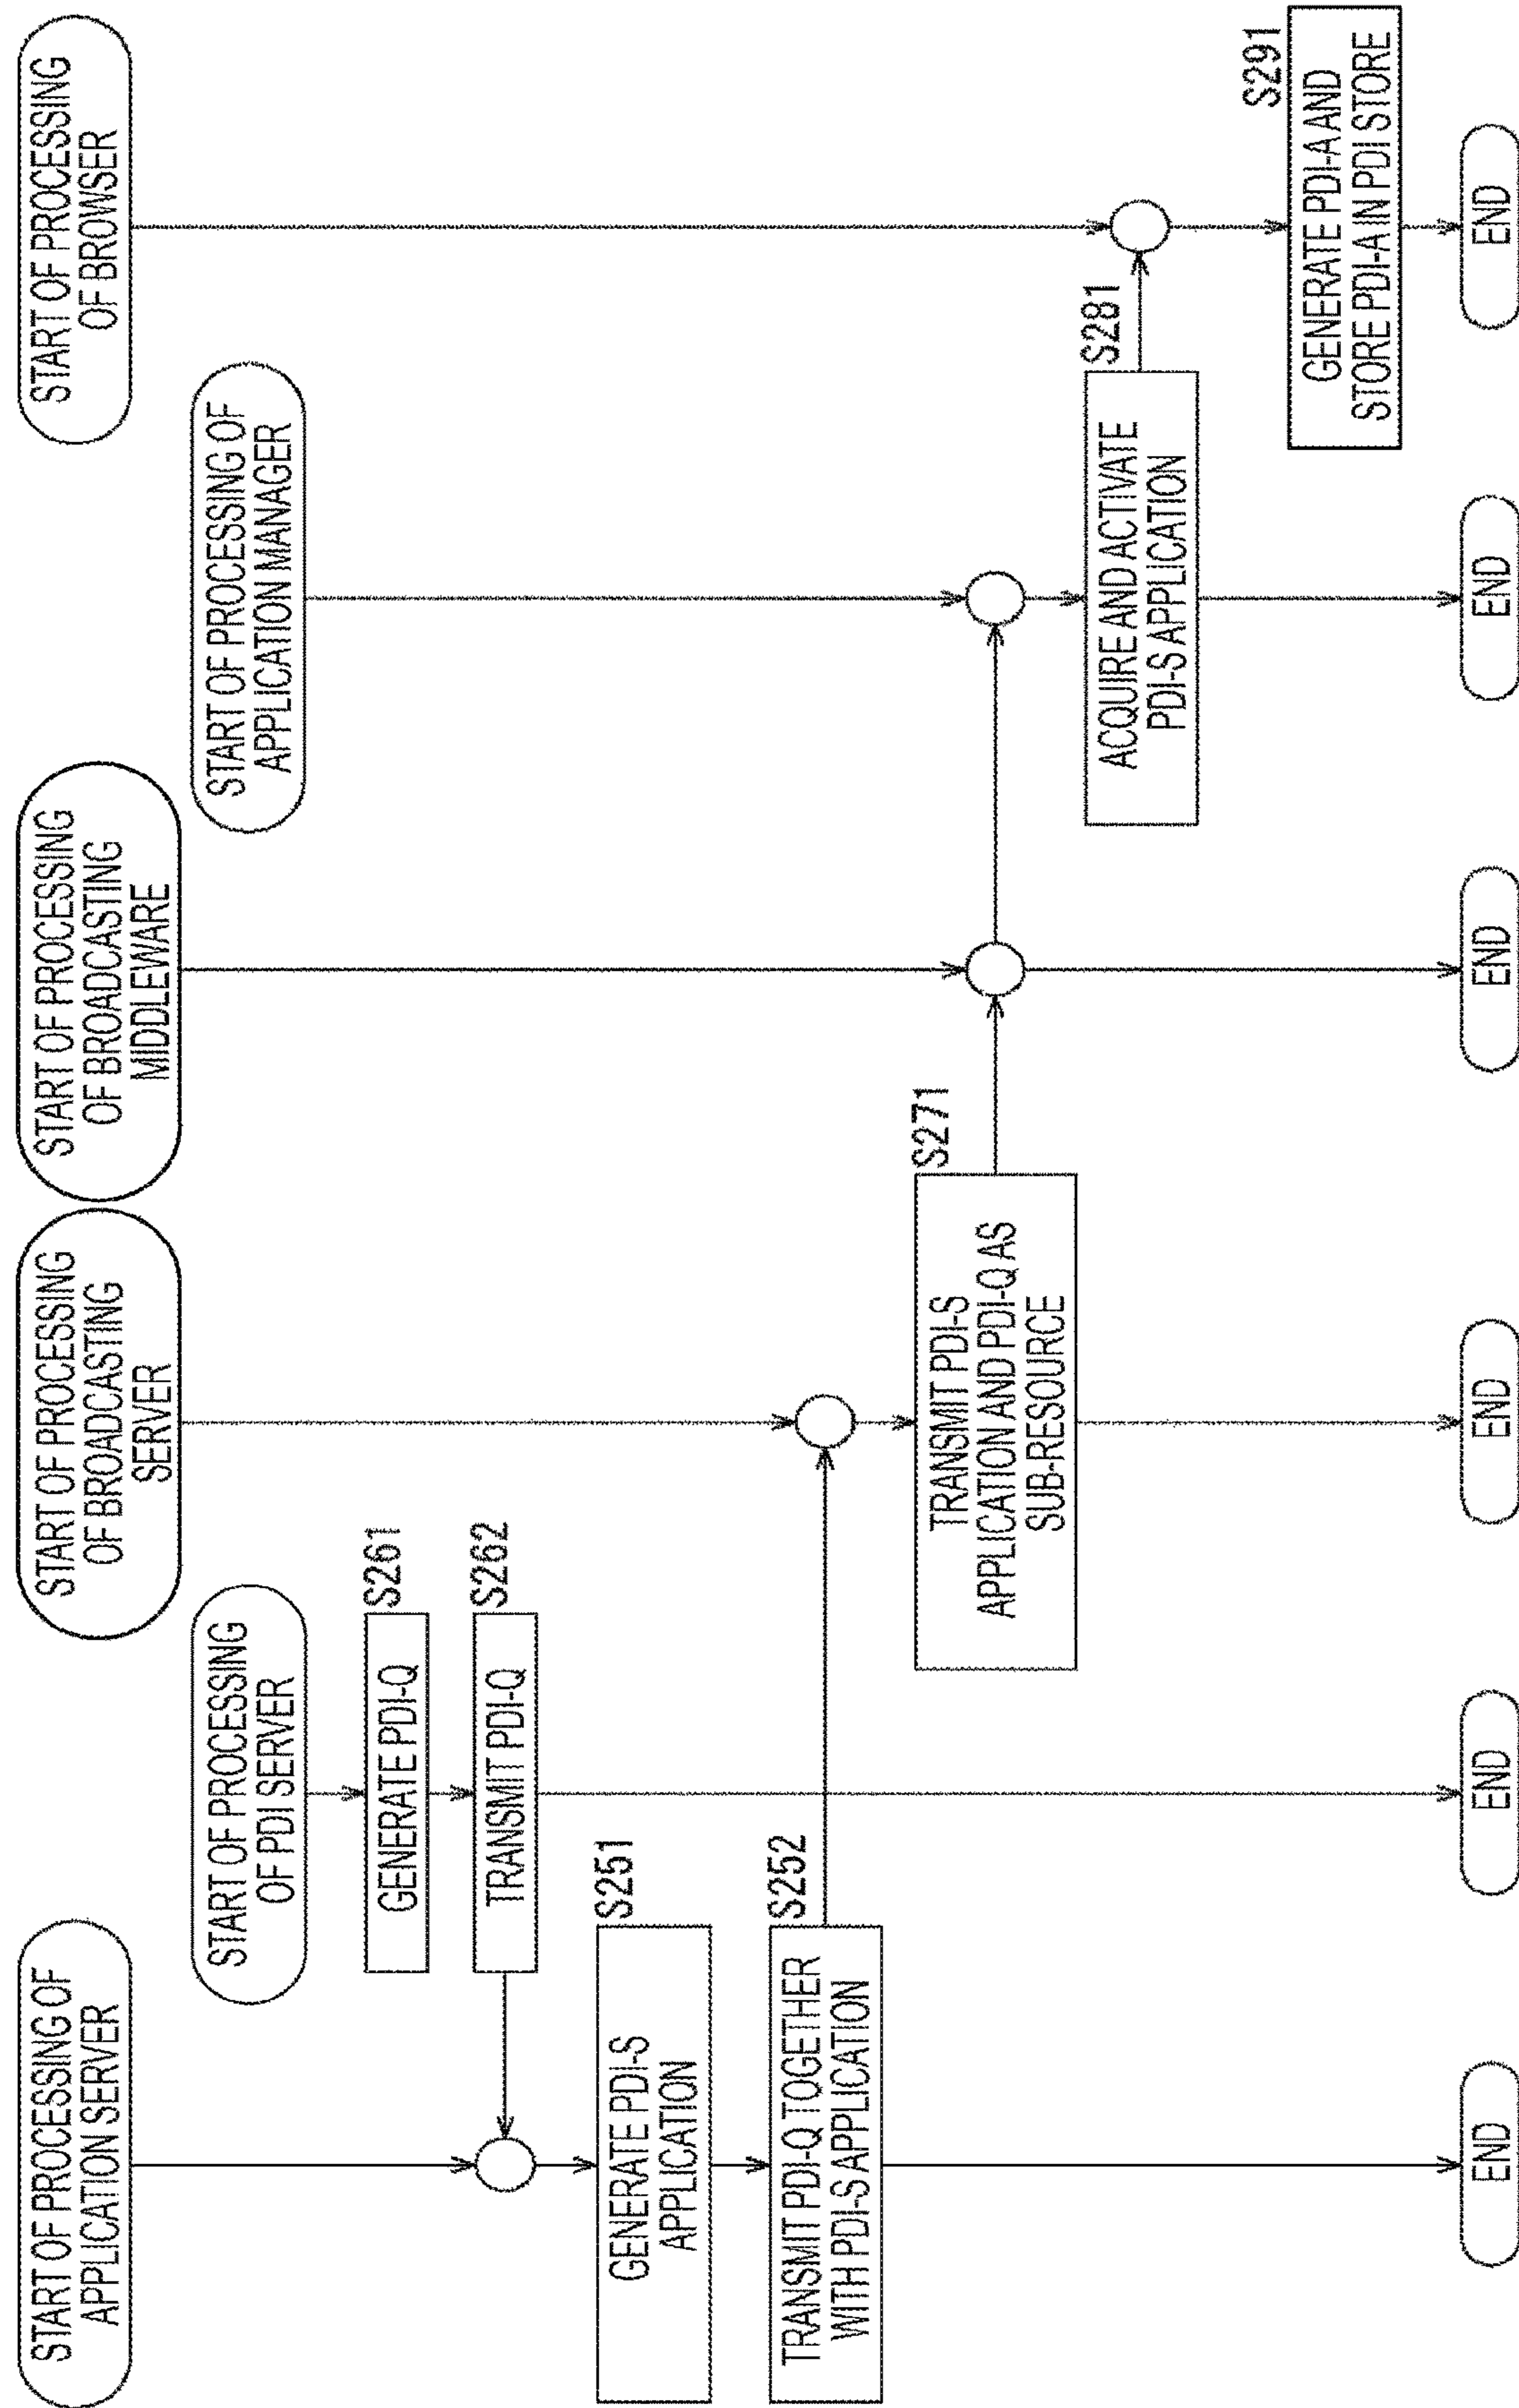 START OF PROCESSING OF
APPLICATION SERVER
START OF PROCESSING
OF PDI SERVER
START OF PROCESSING
OF BROADCASTING
SERVER
START OF PROCESSING
OF BROADCASTING
MIDDLEWARE
START OF PROCESSING OF
APPLICATION MANAGER
START OF PROCESSING
OF BROWSER
S261
GENERATE PDI-Q
S262
TRANSMIT PDI-Q
S251
GENERATE PDI-S
APPLICATION
S252
TRANSMIT PDI-Q TOGETHER
WITH PDI-S APPLICATION
S271
TRANSMIT PDI-S
APPLICATION AND PDI-Q AS
SUB-RESOURCE
S281
ACQUIRE AND ACTIVATE
PDI-S APPLICATION
S291
GENERATE PDI-A AND
STORE PDI-A IN PDI STORE
END
END
END
END
END
END